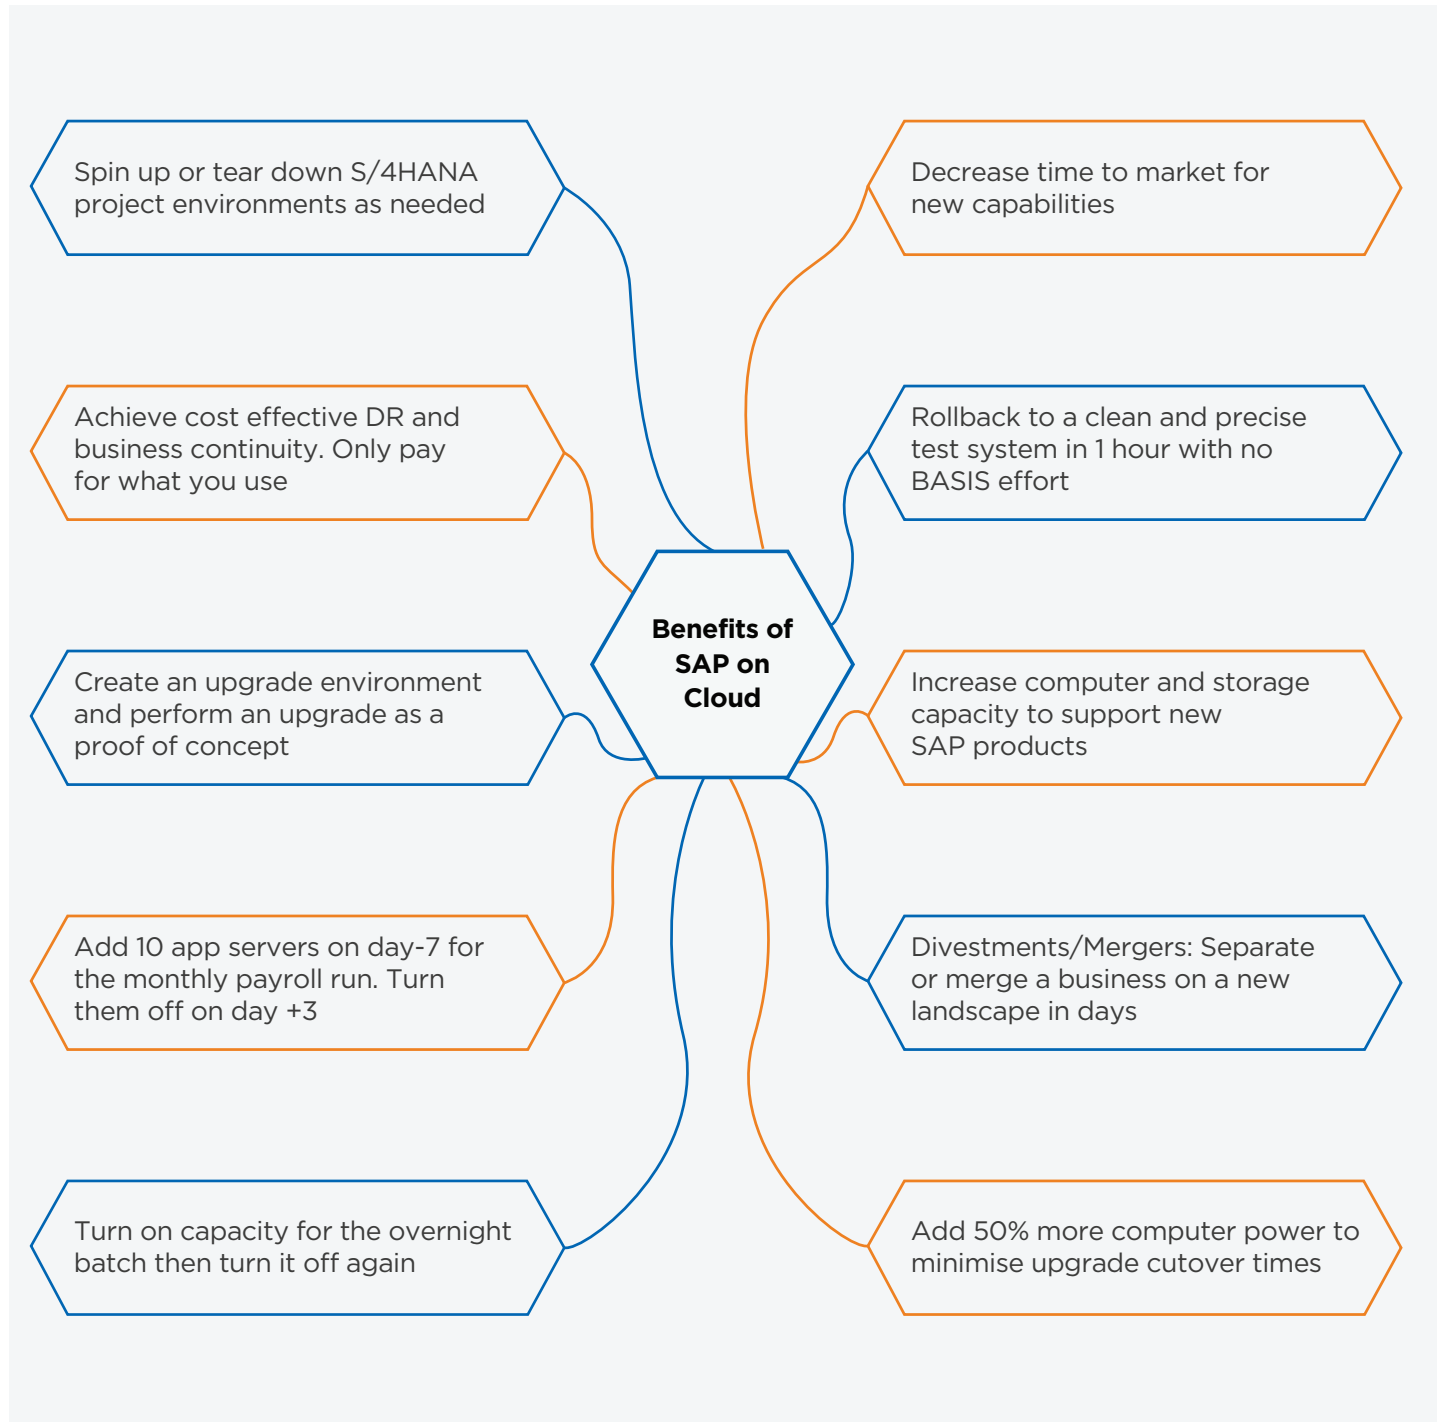 Spin up or tear down S/4HANA
project environments as needed
Decrease time to market for
new capabilities
Achieve cost effective DR and
business continuity. Only pay
for what you use
Rollback to a clean and precise
test system in 1 hour with no
BASIS effort
Benefits of
SAP on
Cloud
Create an upgrade environment
and perform an upgrade as a
proof of concept
Increase computer and storage
capacity to support new
SAP products
Add 10 app servers on day-7 for
the monthly payroll run. Turn
them off on day +3
Divestments/Mergers: Separate
or merge a business on a new
landscape in days
Turn on capacity for the overnight
batch then turn it off again
Add 50% more computer power to
minimise upgrade cutover times